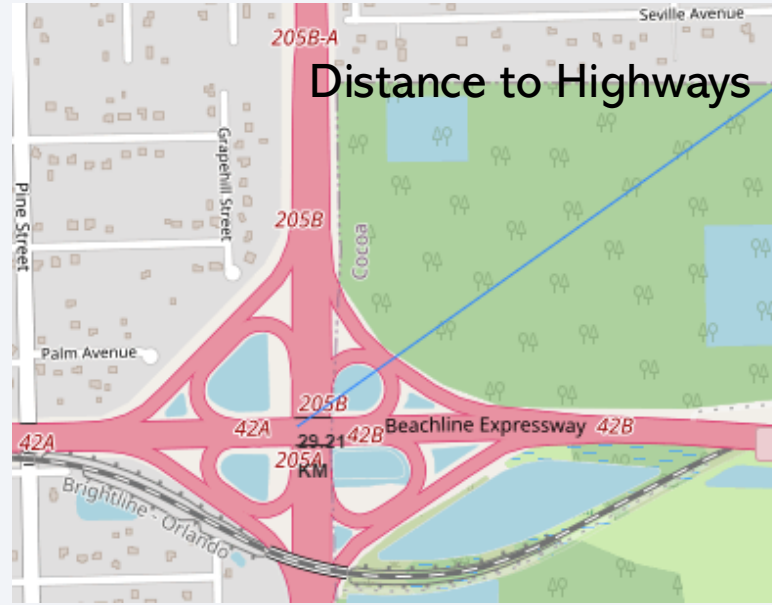 Seville Avenue
205B-A
Distance to Highways
Grapehill Street
Pine Street
205B
Cocoa
Palm Avenue
205B
42A
Beachline Expressway
42B
42A
29.21
42B
205A
KM
Brightline - Orlando